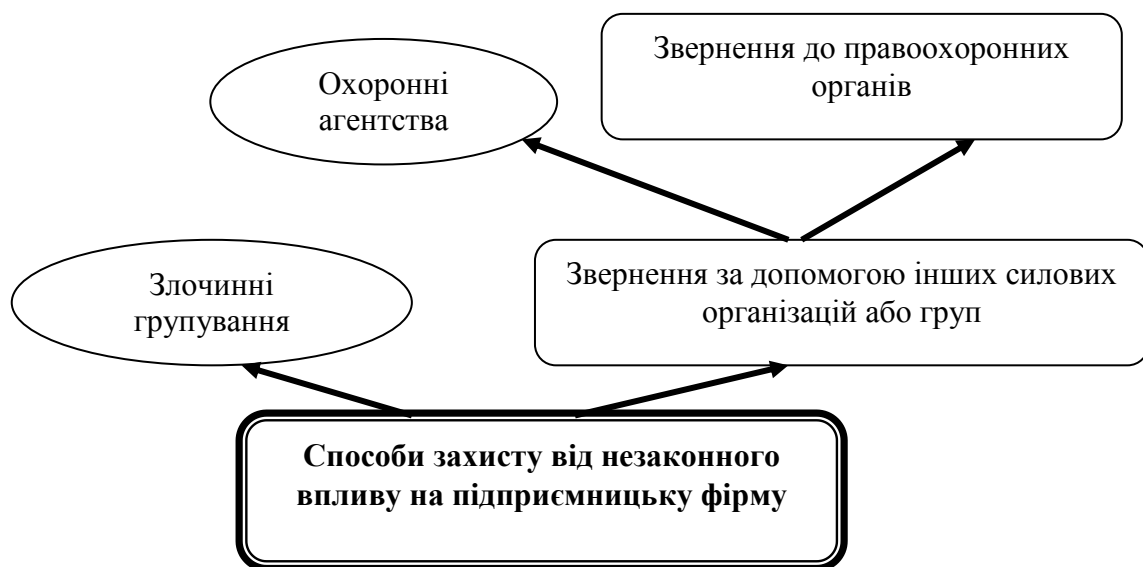 Звернення до правоохоронних
органів
Охоронні
агентства
Звернення за допомогою інших силових
організацій або груп
Злочинні
групування
Способи захисту від незаконного
впливу на підприємницьку фірму